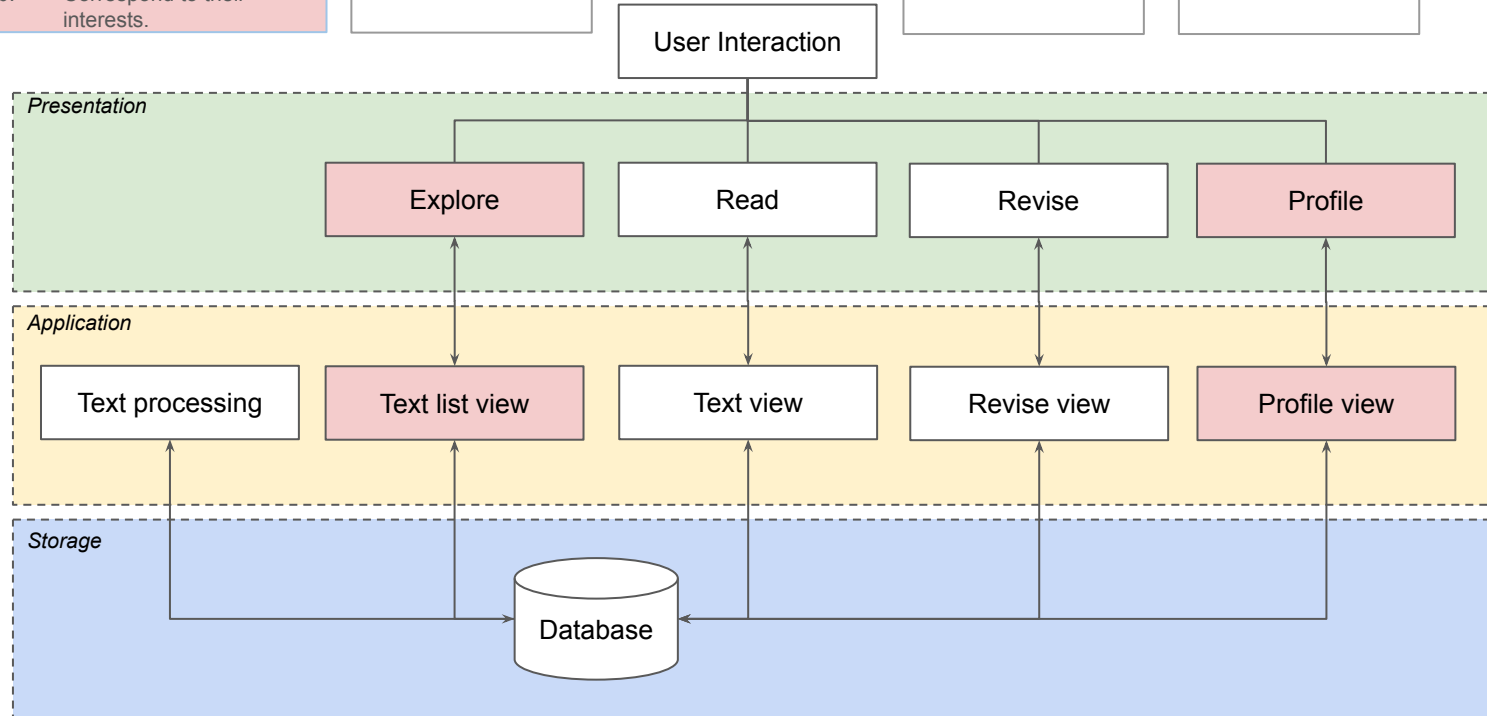 interests.
User Interaction
Presentation
Explore
Read
Revise
Profile
Application
Text processing
Text list view
Text view
Revise view
Profile view
Storage
Database